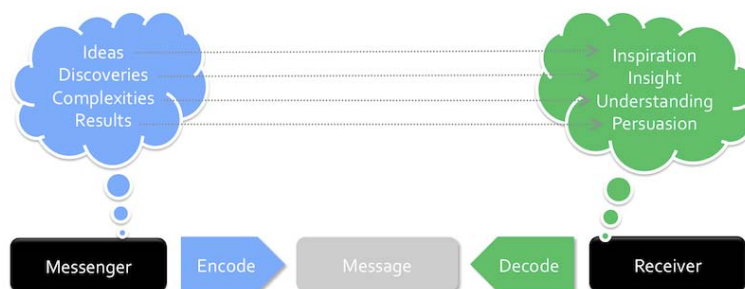 Ideas
Discoveries
Complexities
Results
Inspiration
Insight
Understanding
Persuasion
Messenger
Encode
Message
Decode
Receiver